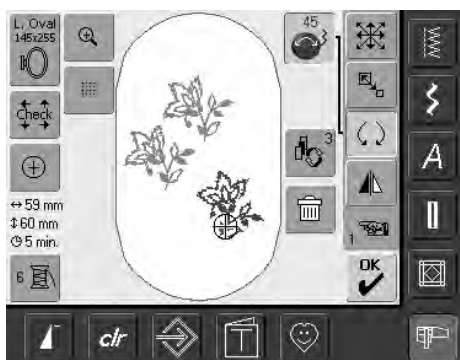 L. Oval
145x255
45
Check
3
↔ 59 mm
↕ 60 mm
5 min.
1
6
OK
A
clr
T